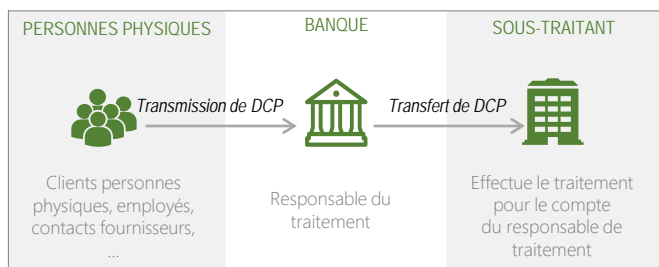 PERSONNES PHYSIQUES
BANQUE
SOUS-TRAITANT
Transmission de DCP
Transfert de DCP
Clients personnes
physiques, employés,
contacts fournisseurs,
...
Responsable du
traitement
Effectue le traitement
pour le compte
du responsable de
traitement